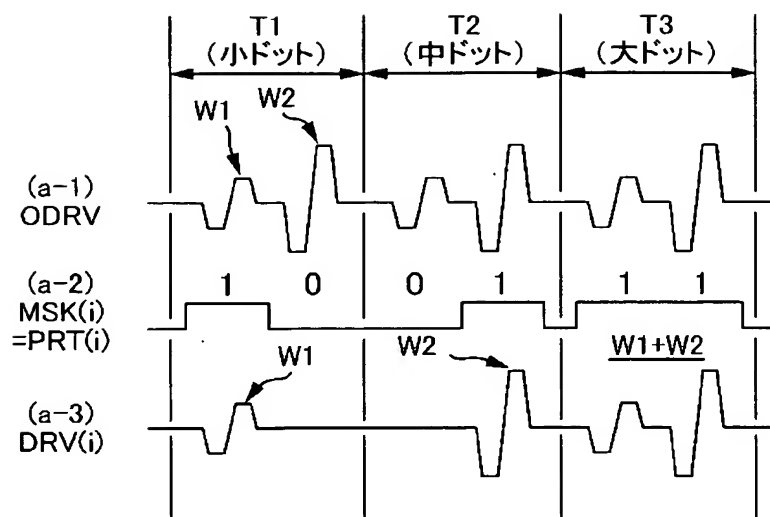 T1 T2 T3
(小ドット) (中ドット) (大ドット)
W1 W2
(a-1)
ODRV
(a-2) 1 0 0 1 1 1
MSK(i)
=PRT(i)
W1 W2 W1+W2
(a-3)
DRV(i)